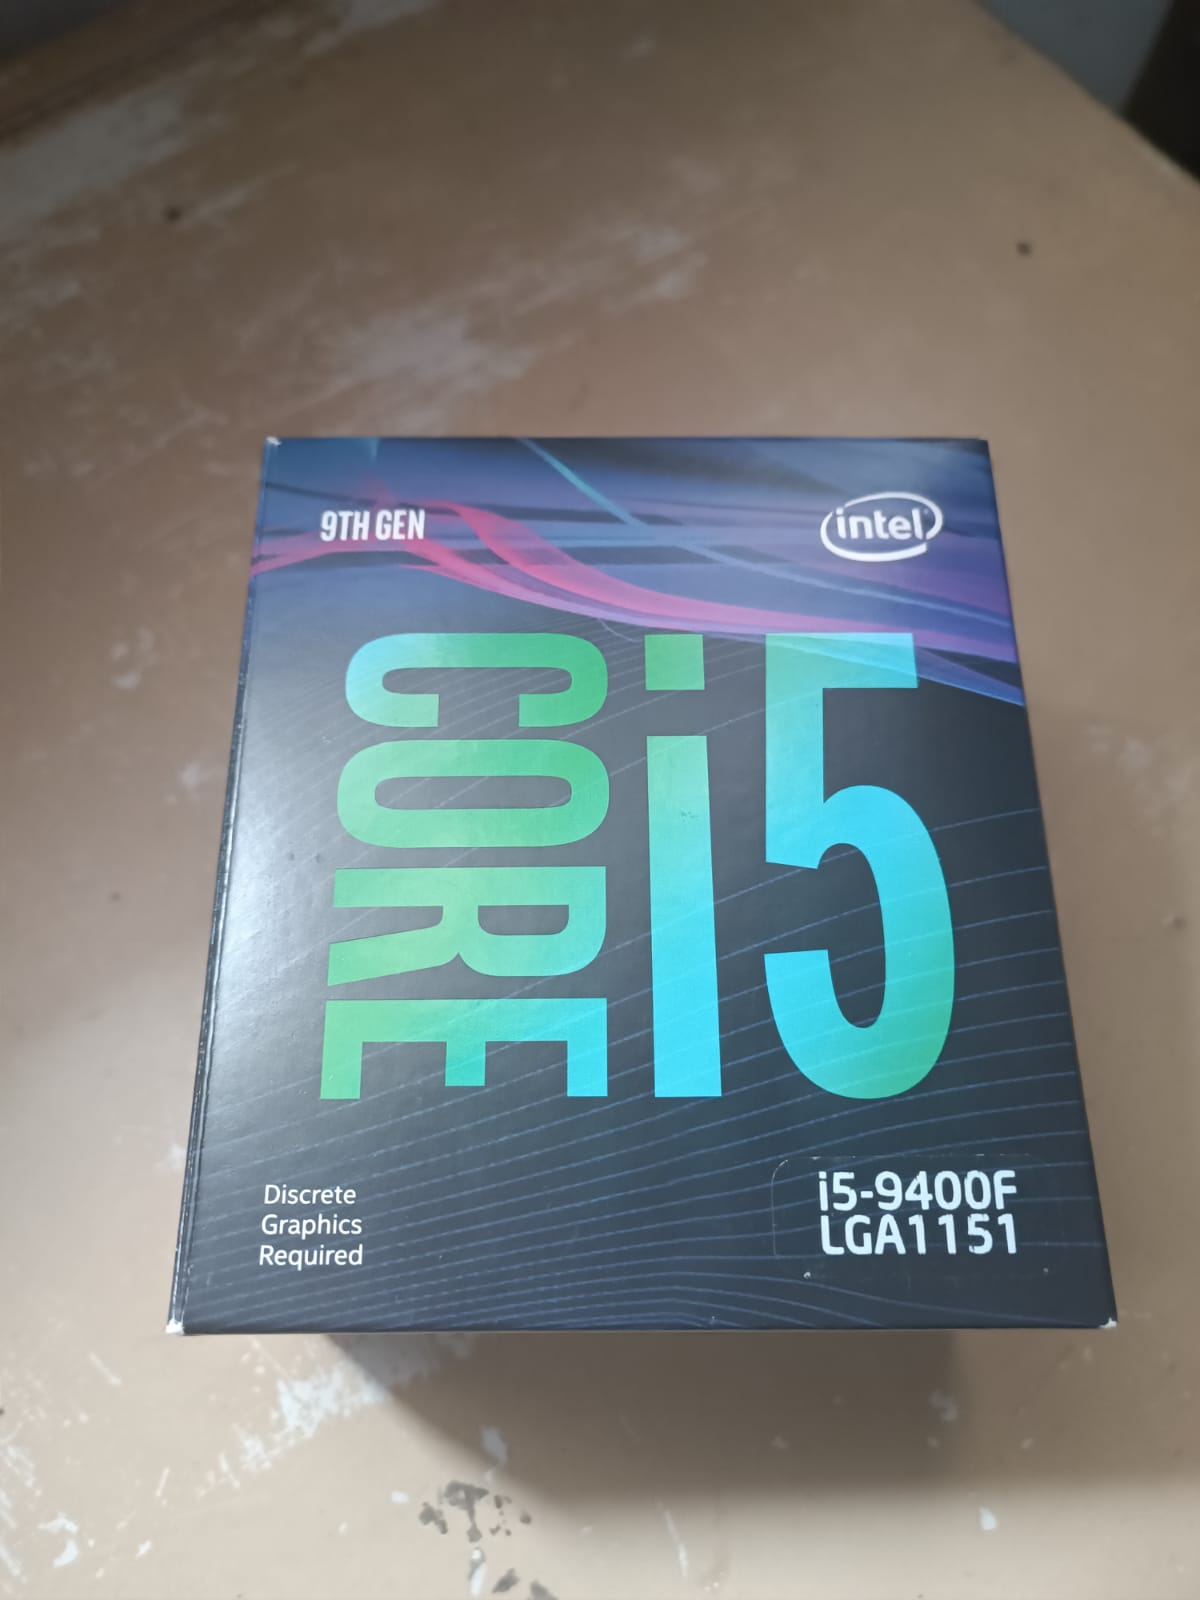 9TH GEN
intel
CORE i5
Discrete
Graphics
Required
i5-9400F
LGA1151